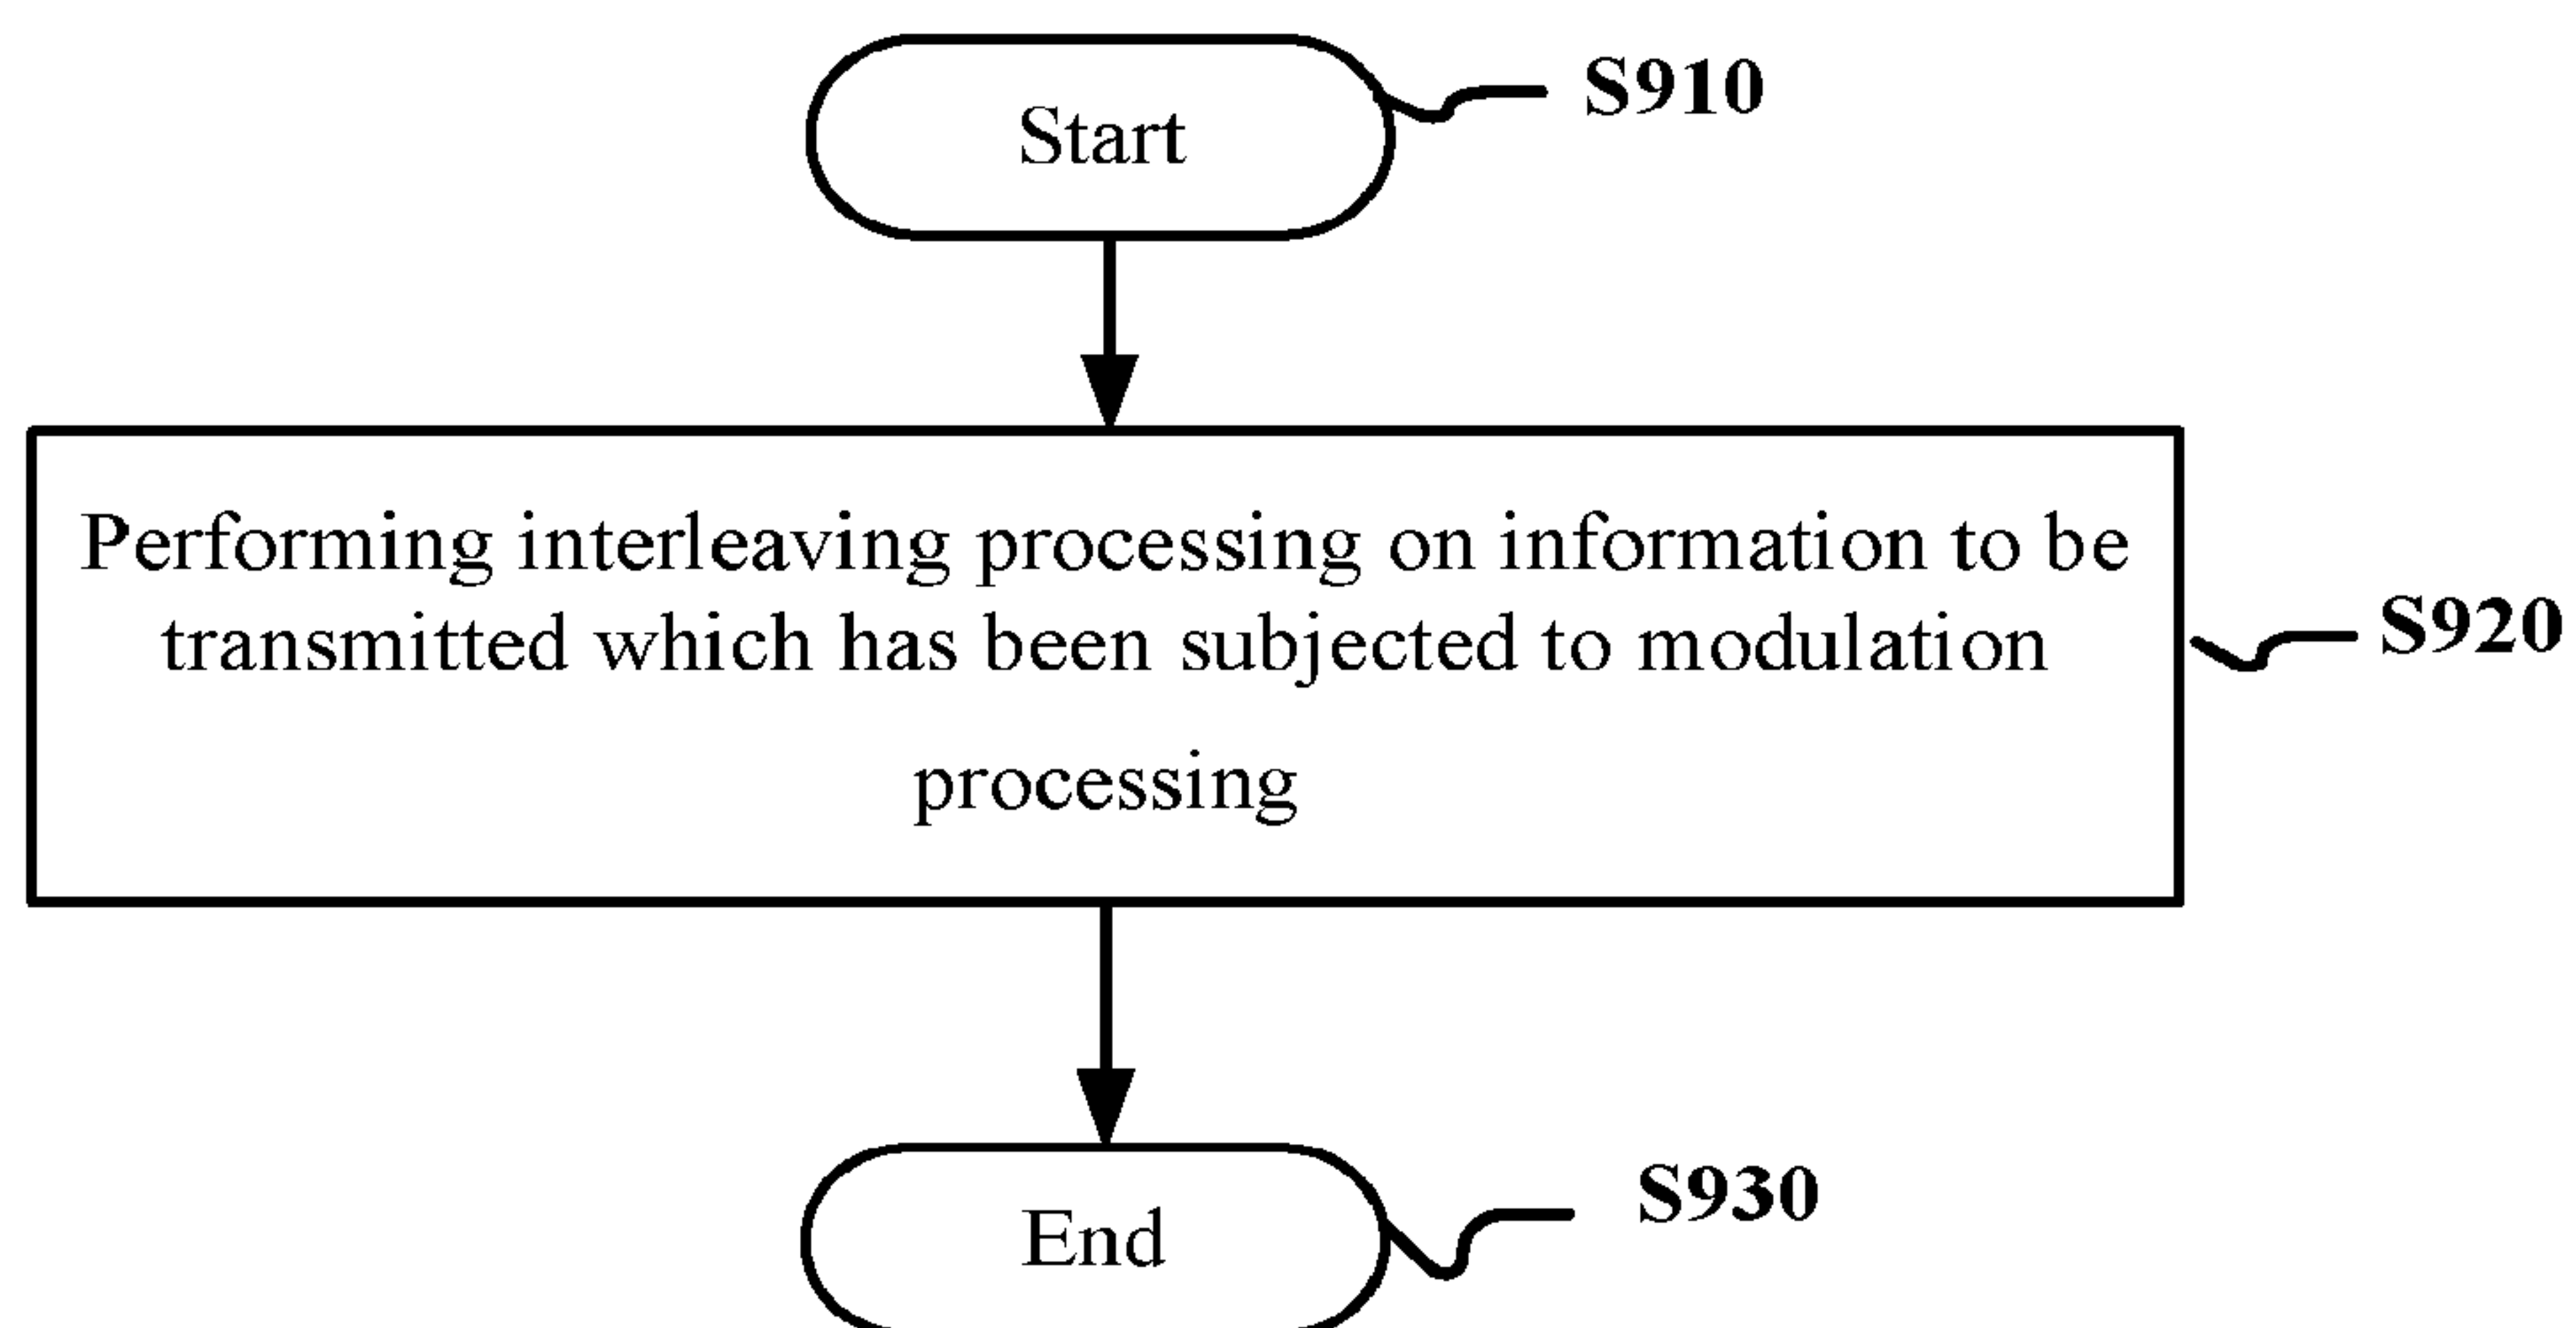 Start
S910
Performing interleaving processing on information to be
transmitted which has been subjected to modulation
processing
S920
End
S930